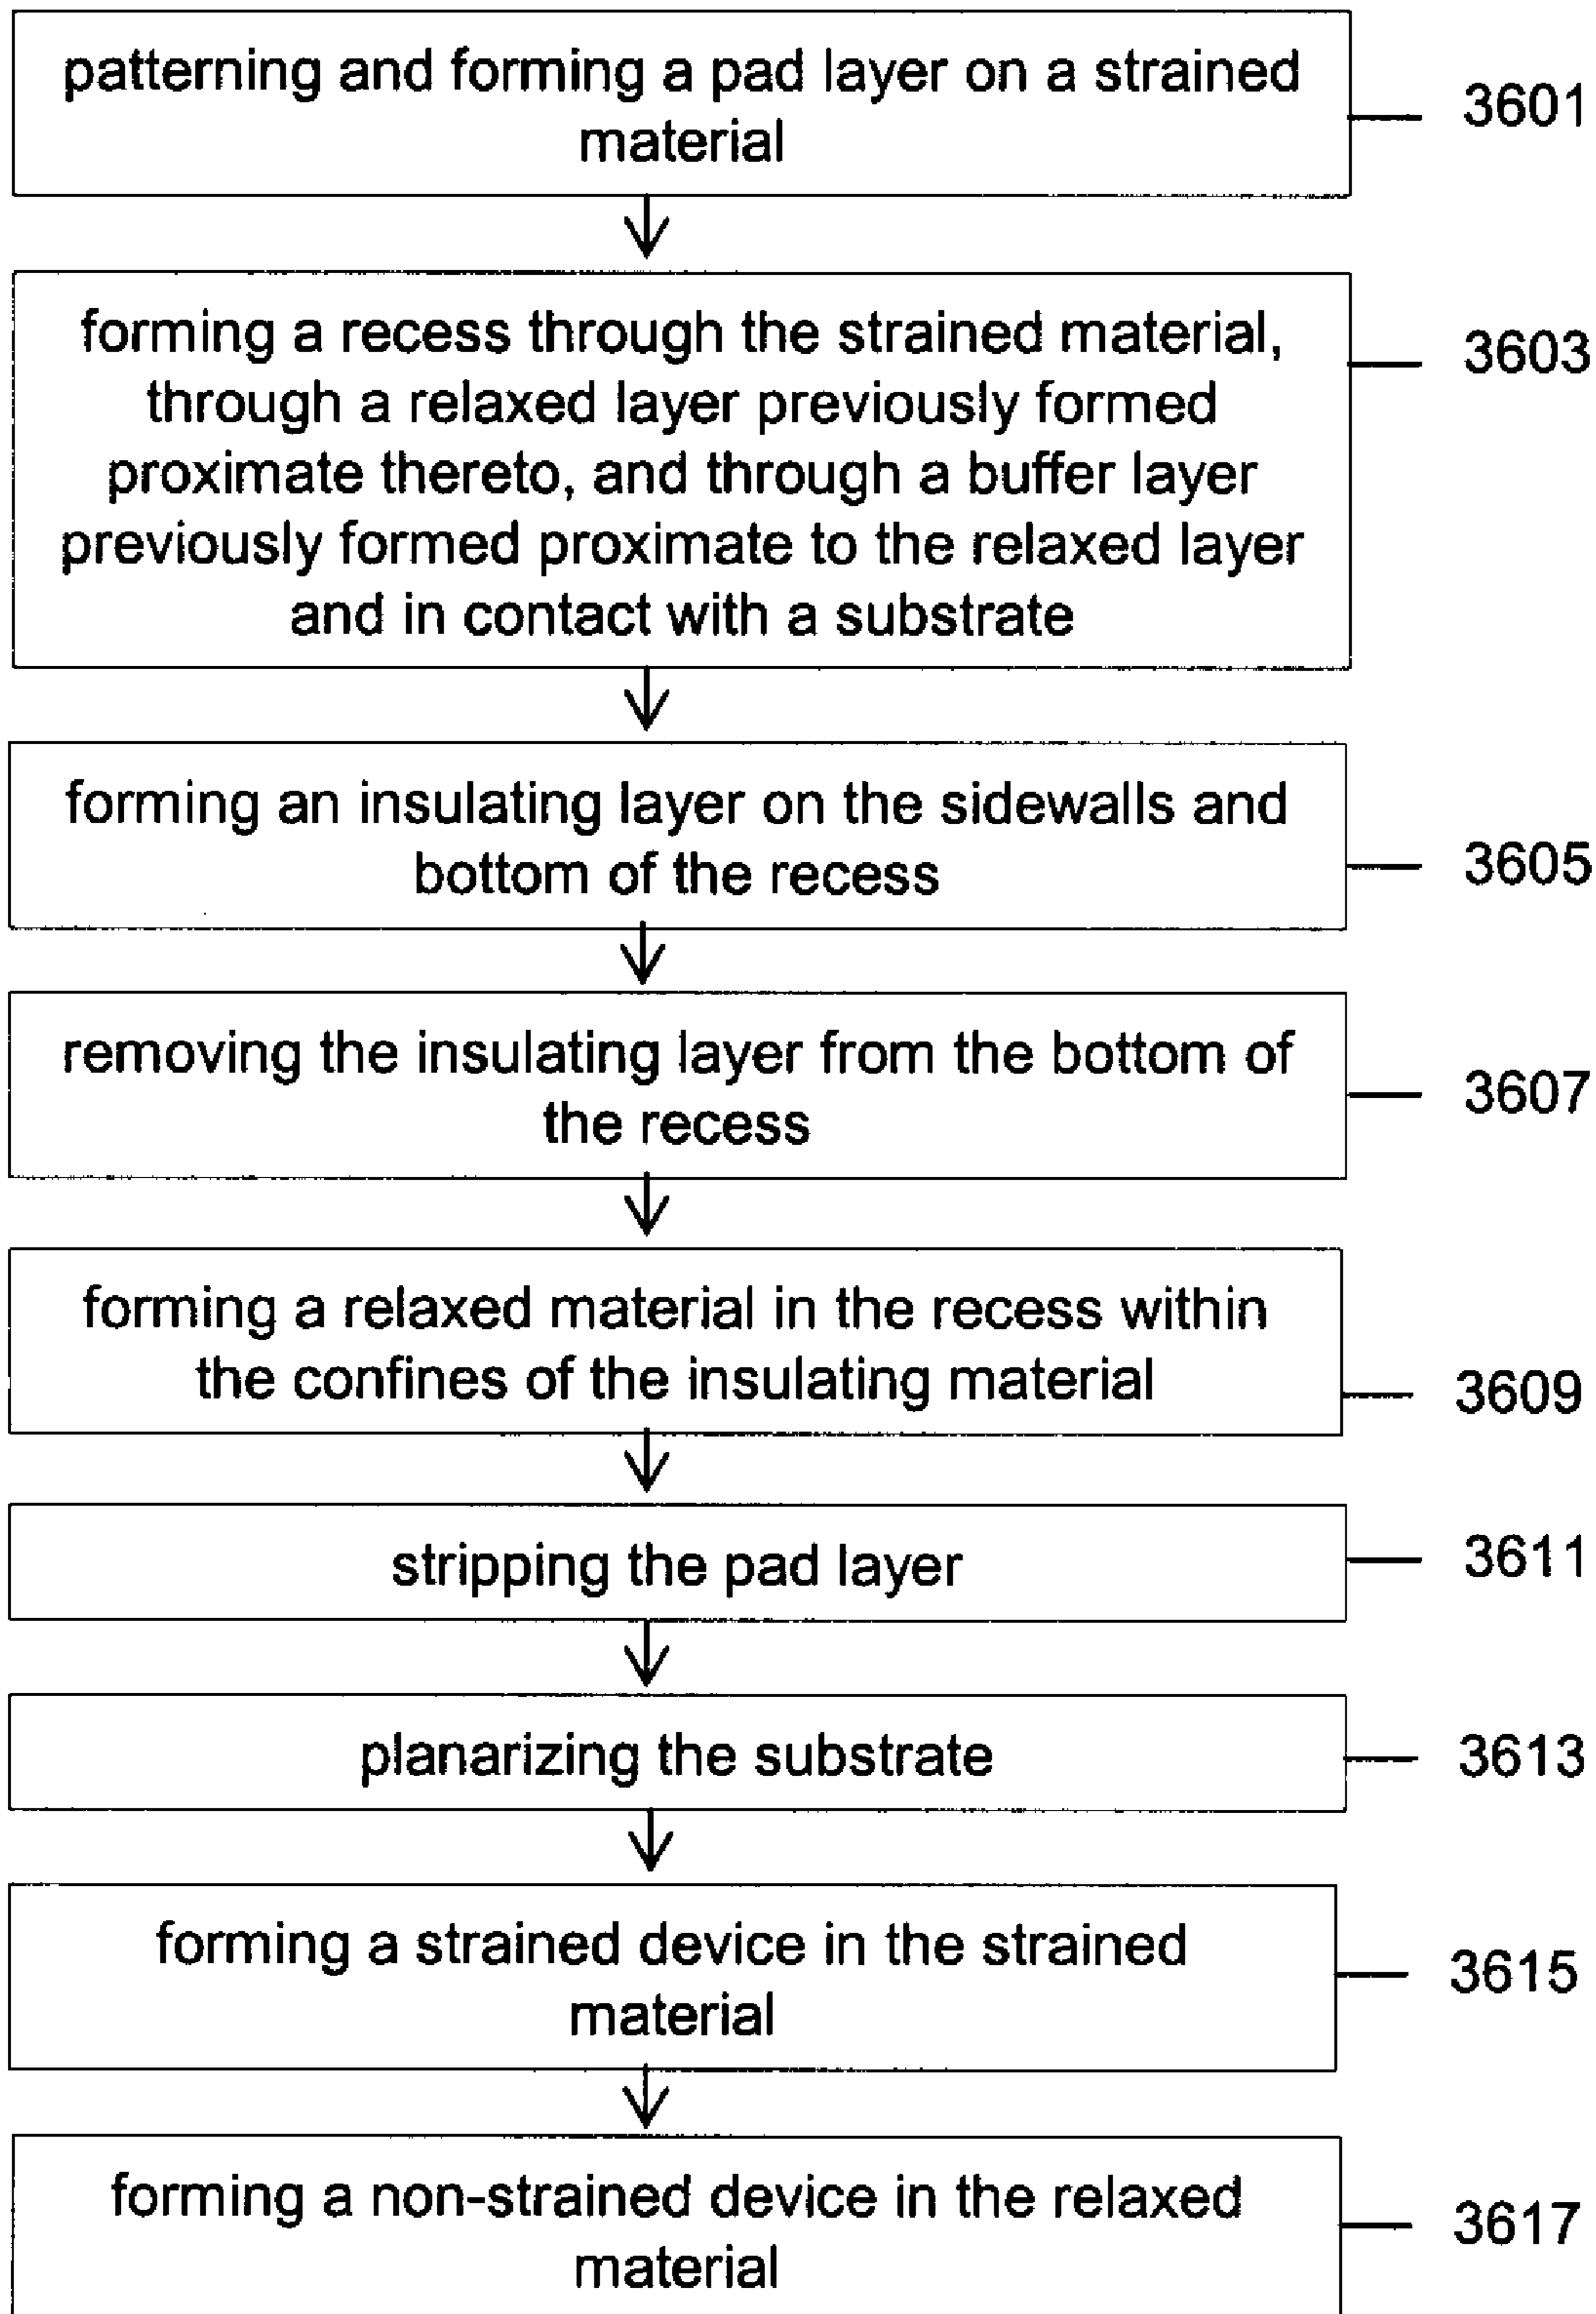 patterning and forming a pad layer on a strained
material
3601
forming a recess through the strained material,
through a relaxed layer previously formed
proximate thereto, and through a buffer layer
previously formed proximate to the relaxed layer
and in contact with a substrate
3603
forming an insulating layer on the sidewalls and
bottom of the recess
3605
removing the insulating layer from the bottom of
the recess
3607
forming a relaxed material in the recess within
the confines of the insulating material
3609
stripping the pad layer
3611
planarizing the substrate
3613
forming a strained device in the strained
material
3615
forming a non-strained device in the relaxed
material
3617